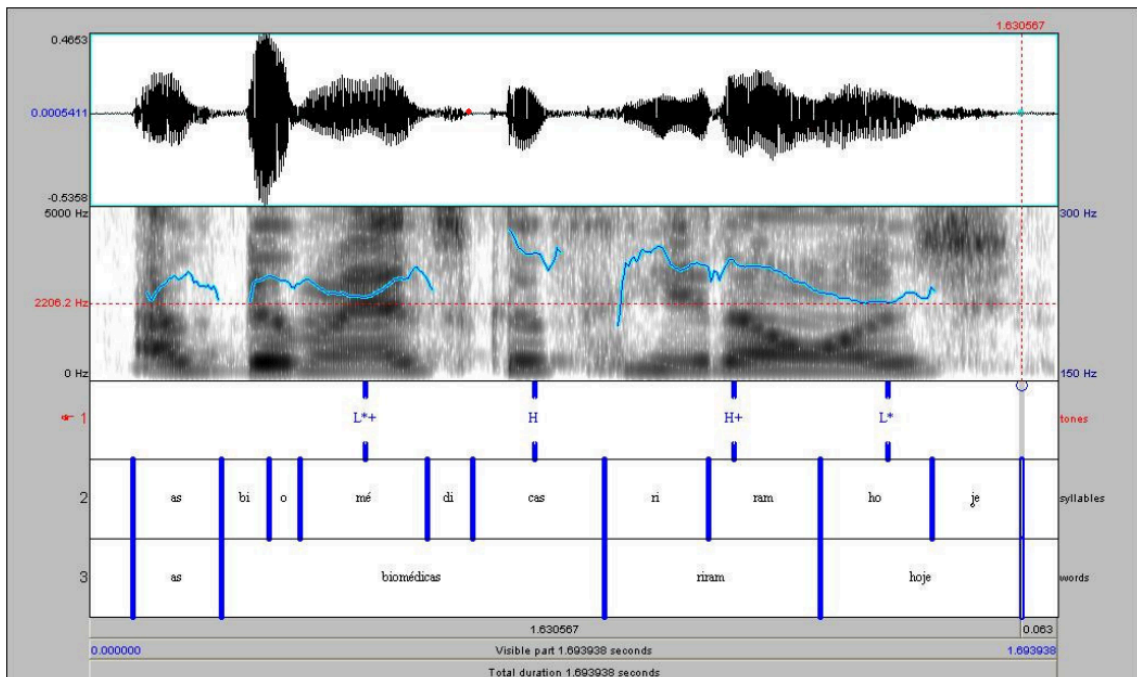 1.630567
0.4653
0.0005411
-0.5358
5000 Hz 300 Hz
2206.2 Hz
0 Hz 150 Hz
1 L*+ H H+ L* tones
2 as bi o mé di cas ri ram ho je syllables
3 as biomédicas riram hoje words
1.630567 0.063
0.000000 Visible part 1.693938 seconds 1.693938
Total duration 1.693938 seconds